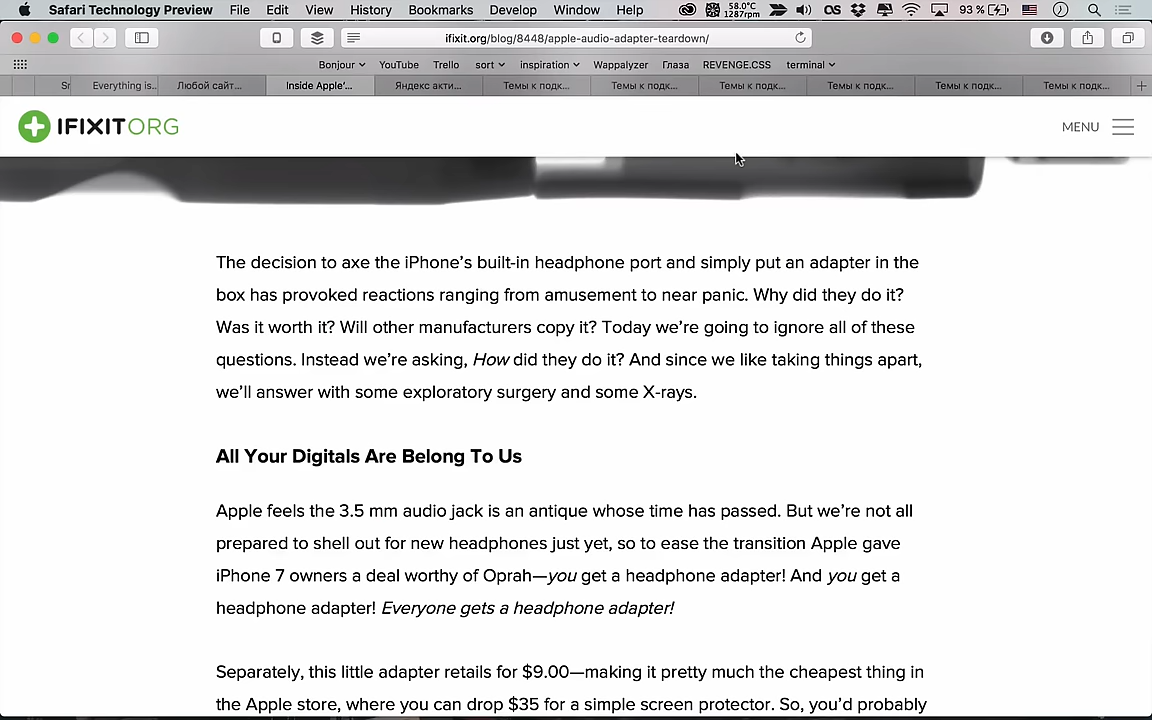 Safari Technology Preview File Edit View History Bookmarks Develop Window Help 58.0°C 1287rpm OS 93 %
ifixit.org/blog/8448/apple-audio-adapter-teardown/
Bonjour YouTube Trello sort inspiration Wappalyzer Глаза REVENGE.CSS terminal
Everything is... Любой сайт... Inside Apple'... Яндекс акти... Темы к подк... Темы к подк... Темы к подк... Темы к подк... Темы к подк... Темы к подк...
IFIXITORG MENU
The decision to axe the iPhone’s built-in headphone port and simply put an adapter in the
box has provoked reactions ranging from amusement to near panic. Why did they do it?
Was it worth it? Will other manufacturers copy it? Today we’re going to ignore all of these
questions. Instead we’re asking, How did they do it? And since we like taking things apart,
we’ll answer with some exploratory surgery and some X-rays.
All Your Digitals Are Belong To Us
Apple feels the 3.5 mm audio jack is an antique whose time has passed. But we’re not all
prepared to shell out for new headphones just yet, so to ease the transition Apple gave
iPhone 7 owners a deal worthy of Oprah—you get a headphone adapter! And you get a
headphone adapter! Everyone gets a headphone adapter!
Separately, this little adapter retails for $9.00—making it pretty much the cheapest thing in
the Apple store, where you can drop $35 for a simple screen protector. So, you’d probably